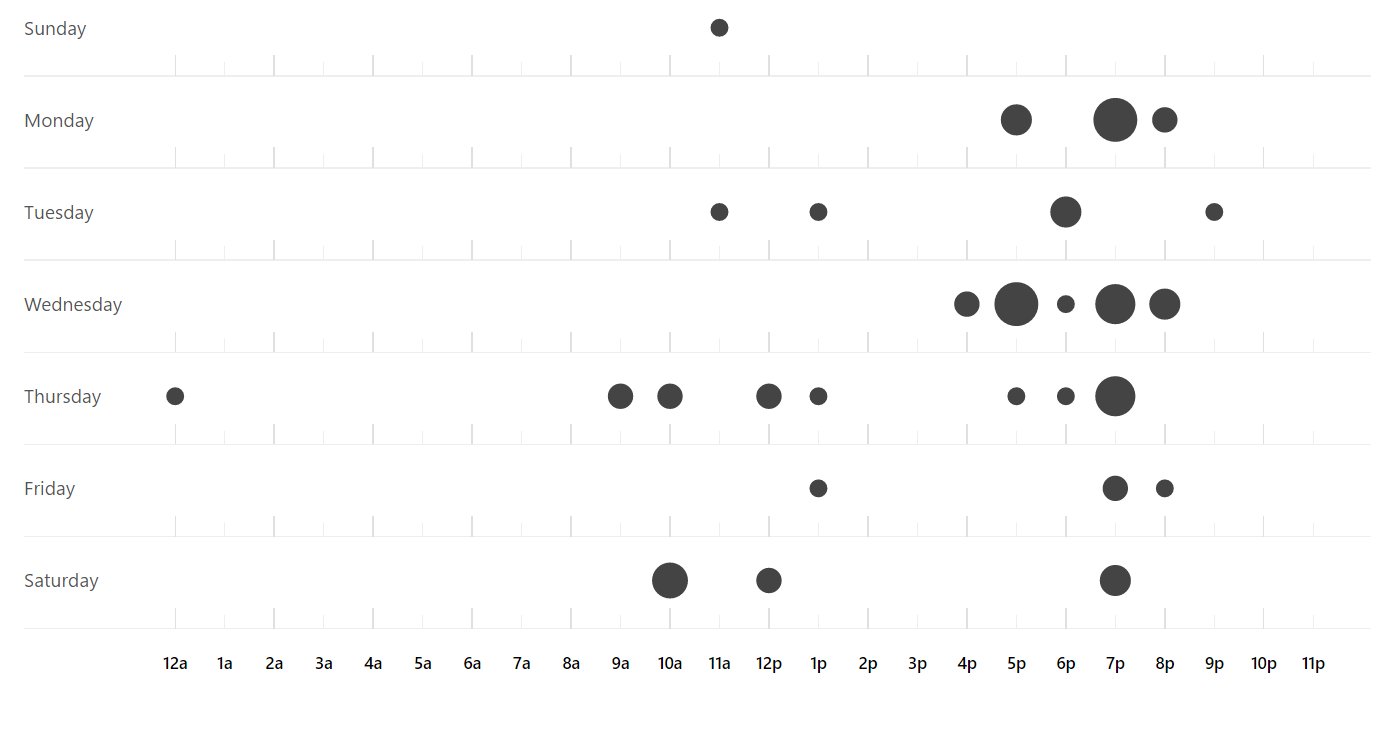 Sunday
Monday
Tuesday
Wednesday
Thursday
Friday
Saturday
12a 1a 2a 3a 4a 5a 6a 7a 8a 9a 10a 11a 12p 1p 2p 3p 4p 5p 6p 7p 8p 9p 10p 11p